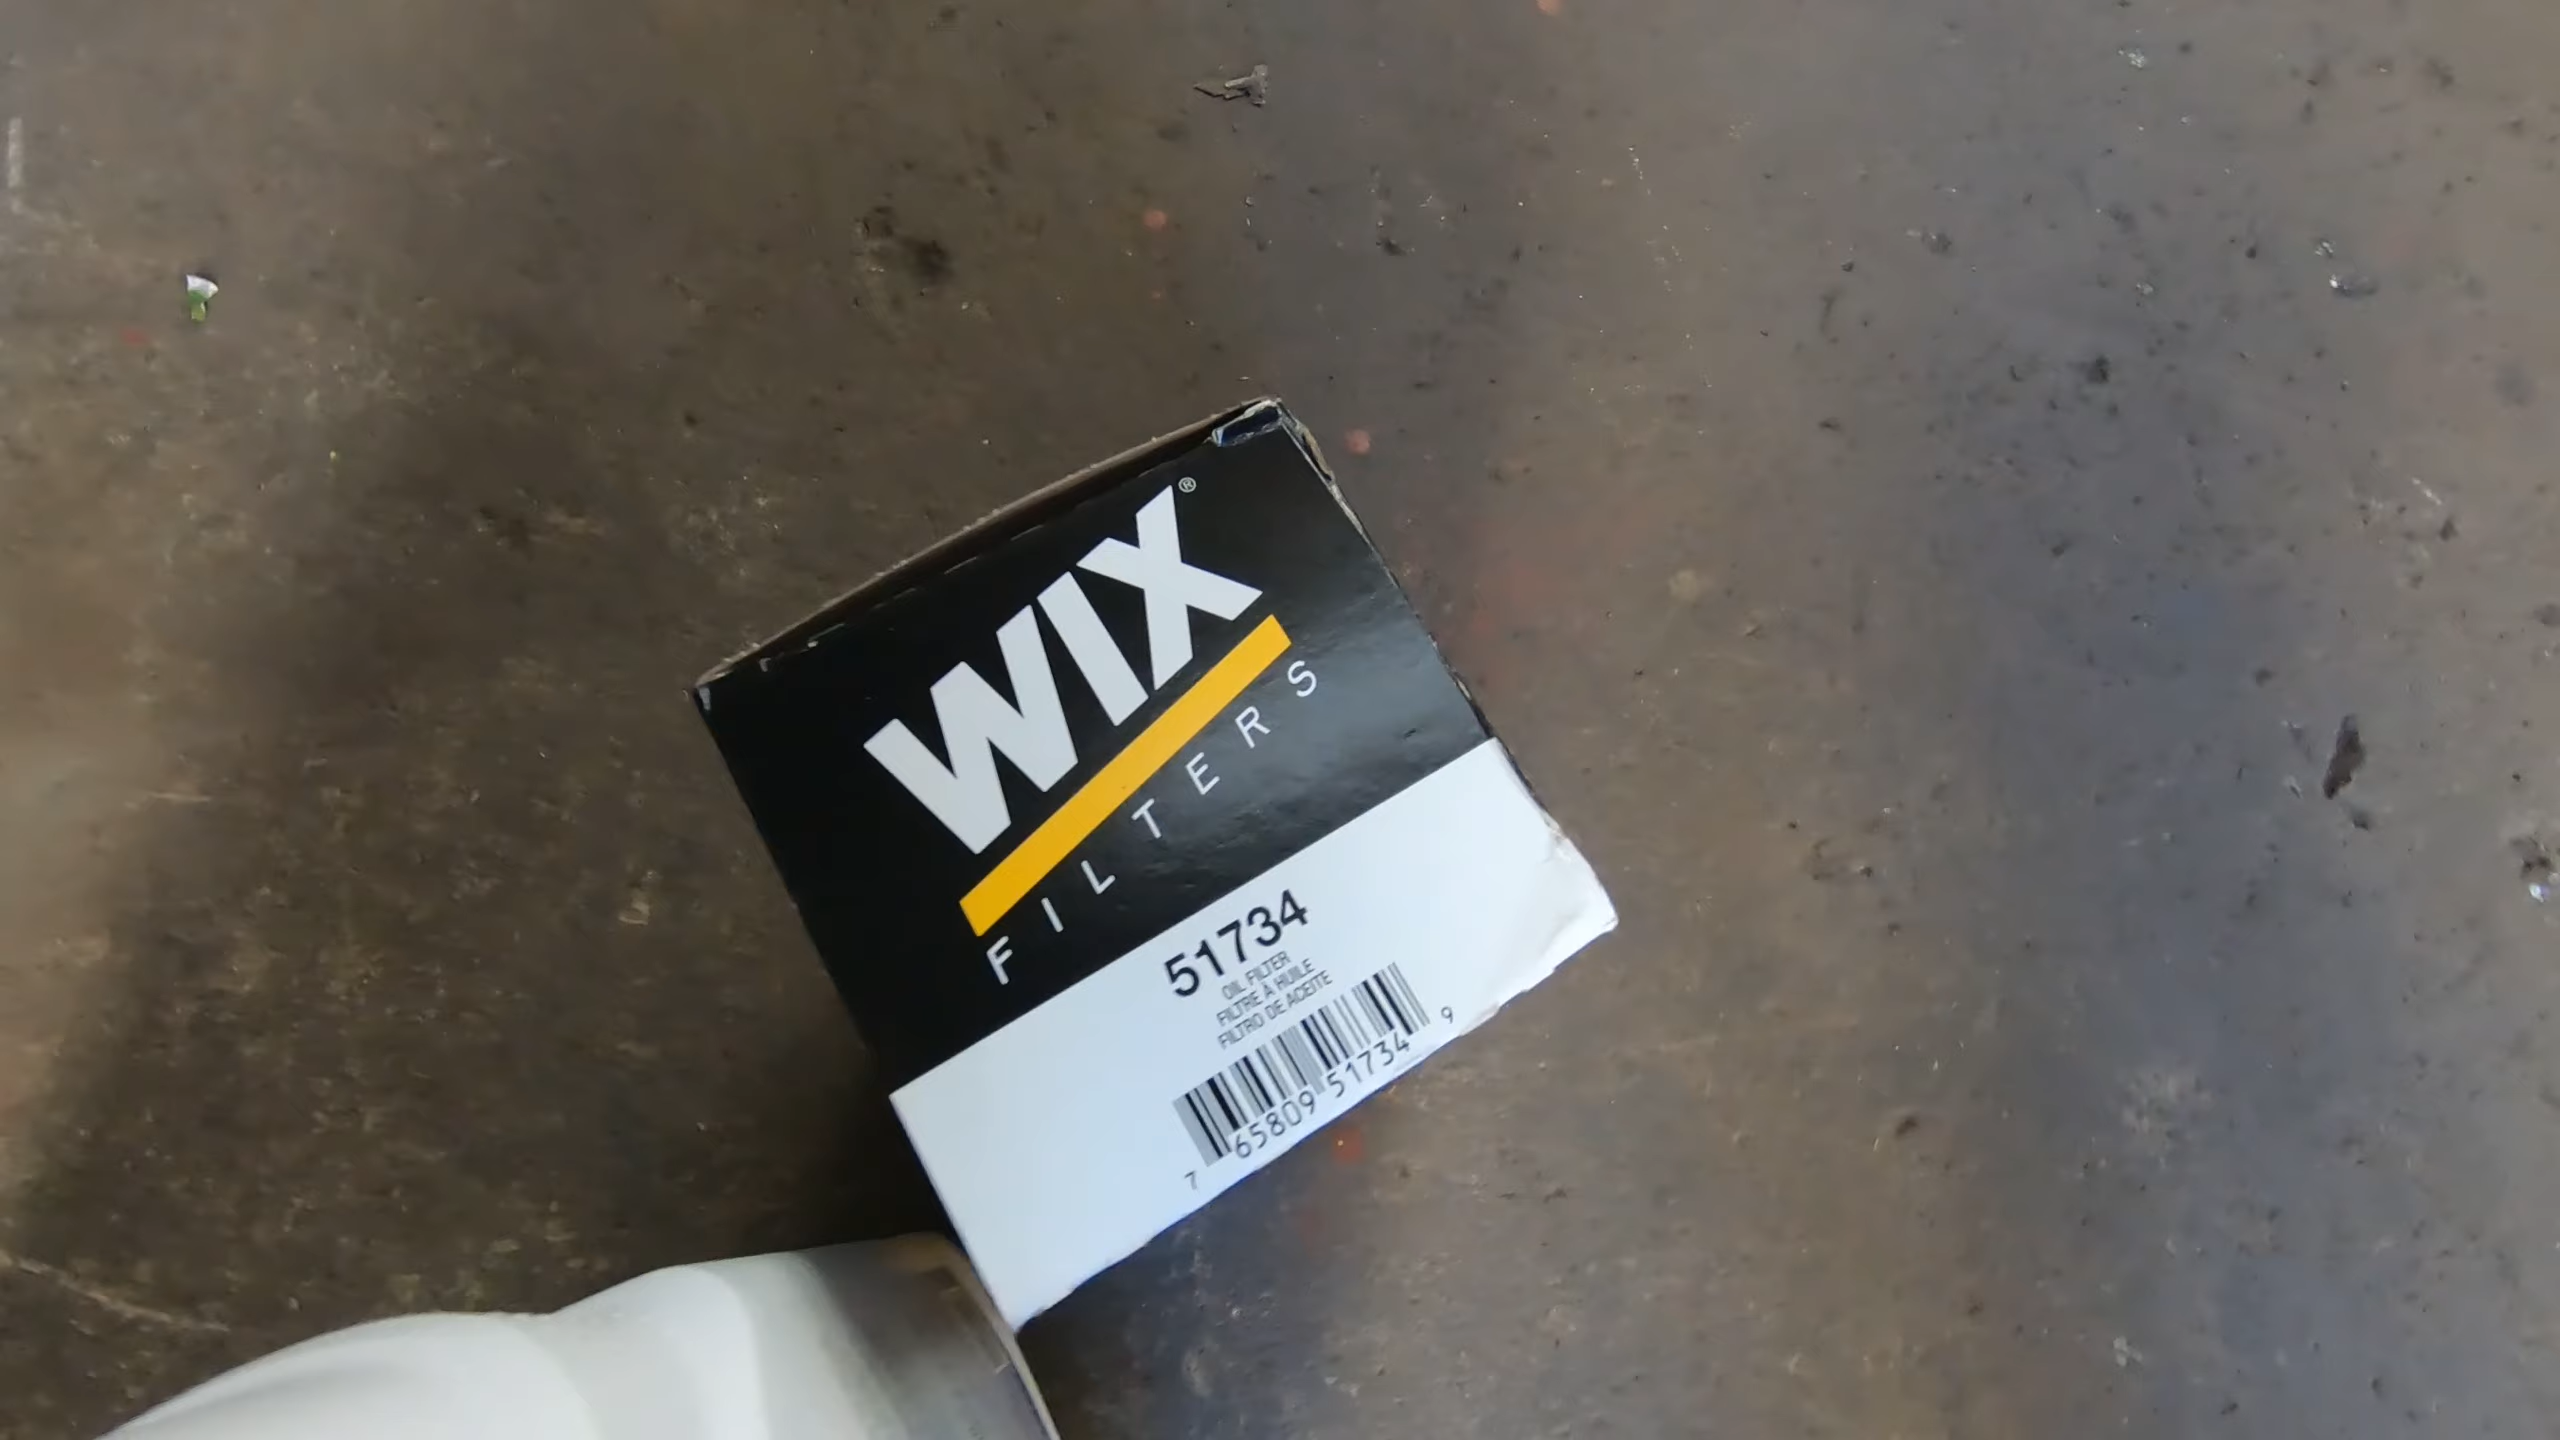 WIX®
FILTERS
51734
OIL FILTER
FILTRE À HUILE
FILTRO DE ACEITE
7 65809 51734 9